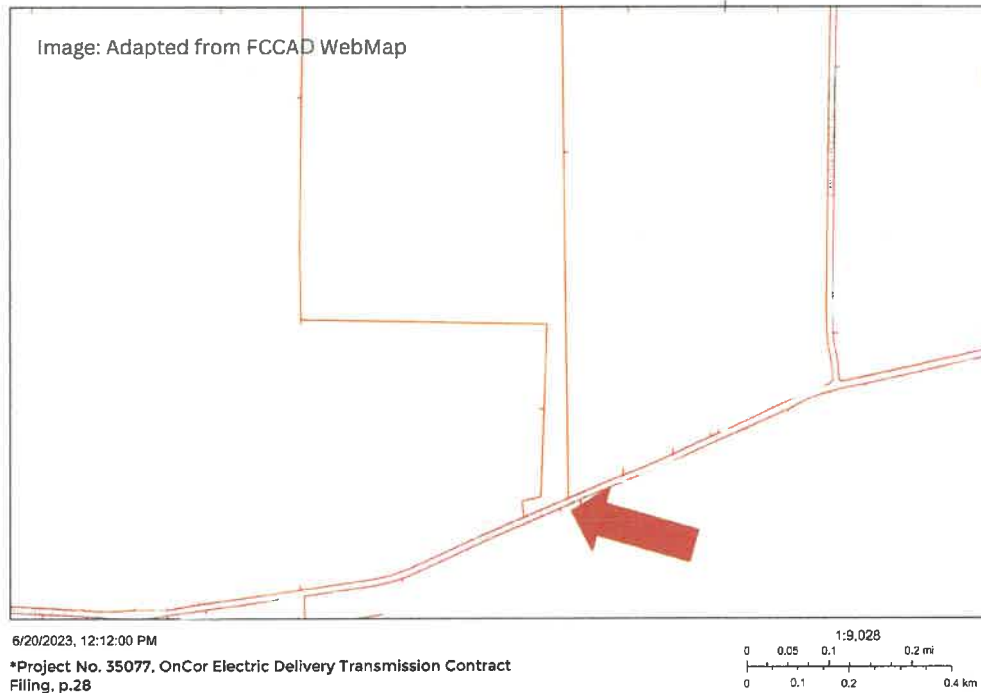 Image: Adapted from FCCAD WebMap
6/20/2023, 12:12:00 PM
*Project No. 35077, OnCor Electric Delivery Transmission Contract
Filing, p.28
1:9,028
0 0.05 0.1 0.2 mi
0 0.1 0.2 0.4 km